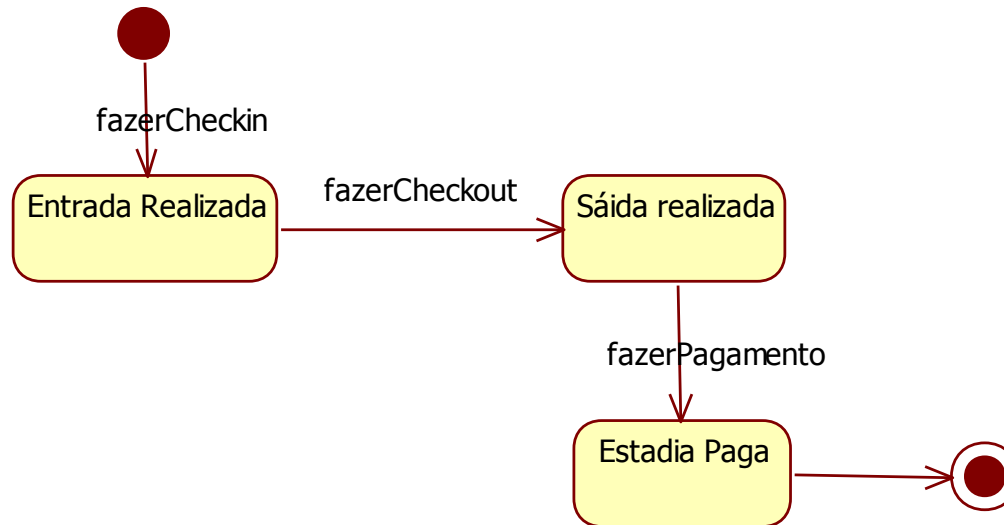 fazerCheckin
Entrada Realizada
fazerCheckout
Sáida realizada
fazerPagamento
Estadia Paga